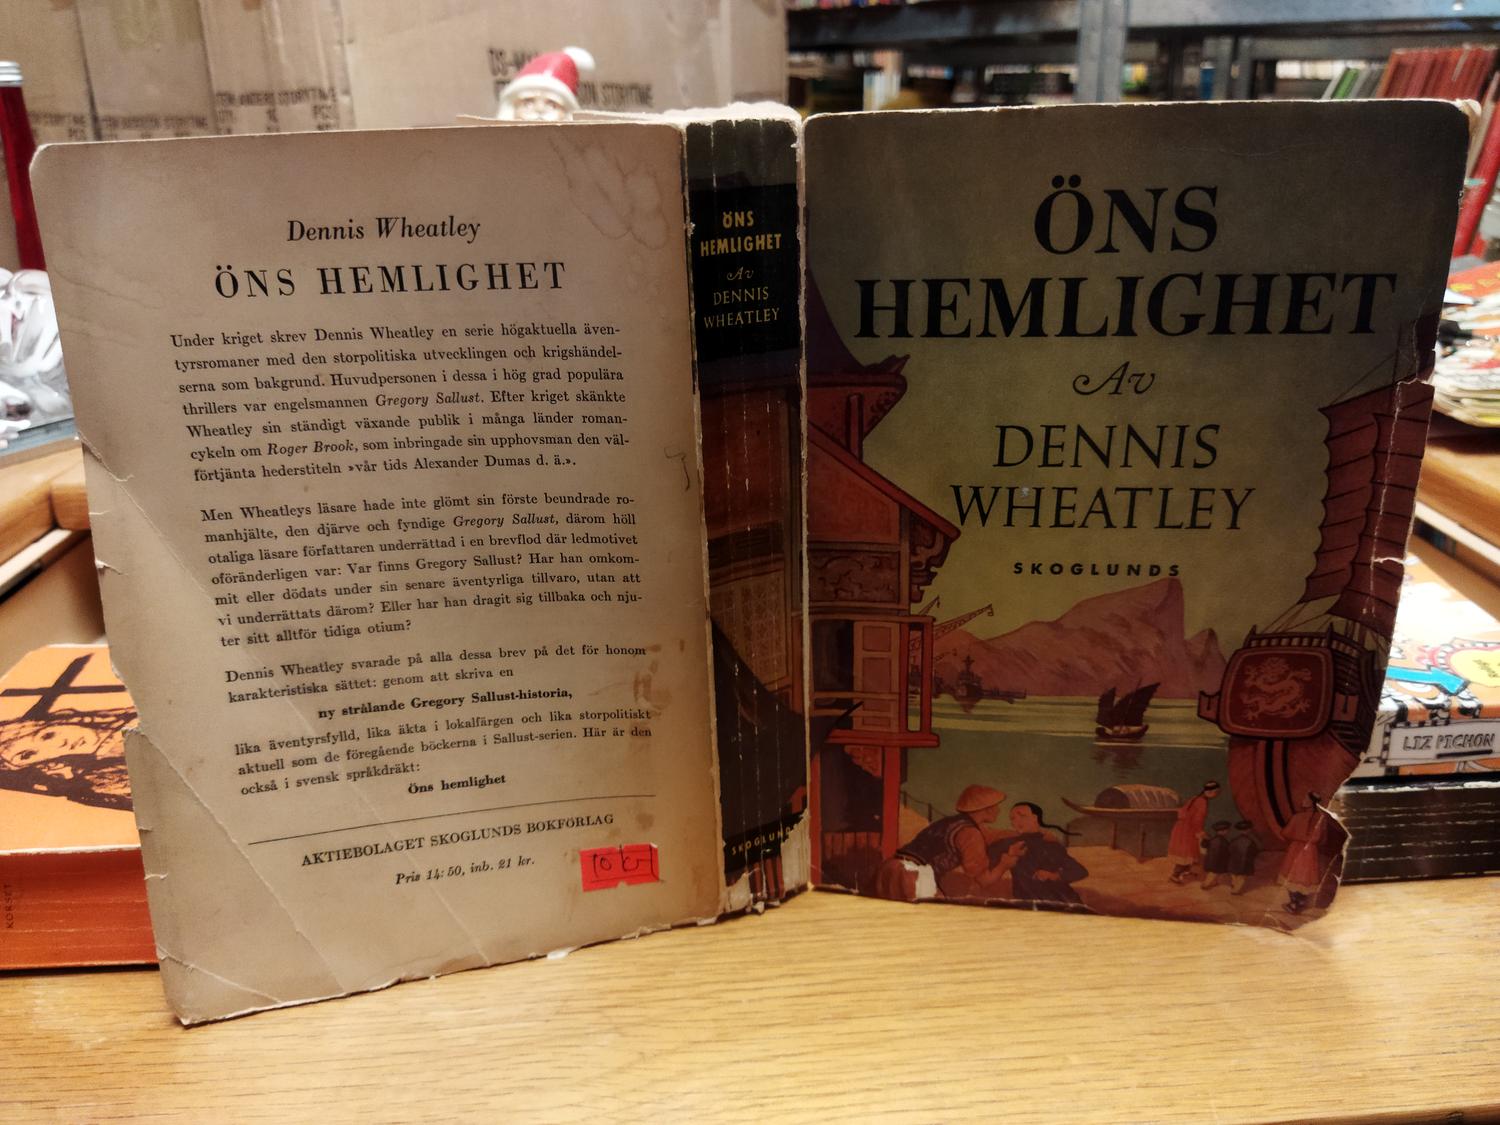 Dennis Wheatley
ÖNS HEMLIGHET
Under kriget skrev Dennis Wheatley en serie högaktuella även-
tyrsromaner med den storpolitiska utvecklingen och krigshändel-
serna som bakgrund. Huvudpersonen i dessa i hög grad populära
thrillers var engelsmannen Gregory Sallust. Efter kriget skänkte
Wheatley sin ständigt växande publik i många länder roman-
cykeln om Roger Brook, som inbringade sin upphovsman den väl-
förtjänta hederstiteln »vår tids Alexander Dumas d. ä.».
Men Wheatleys läsare hade inte glömt sin förste beundrade ro-
manhjälte, den djärve och fyndige Gregory Sallust, därom höll
otaliga läsare författaren underrättad i en brevflod där ledmotivet
oföränderligen var: Var finns Gregory Sallust? Har han omkom-
mit eller dödats under sin senare äventyrliga tillvaro, utan att
vi underrättats därom? Eller har han dragit sig tillbaka och nju-
ter sitt alltför tidiga otium?
Dennis Wheatley svarade på alla dessa brev på det för honom
karakteristiska sättet: genom att skriva en
ny strålande Gregory Sallust-historia,
lika äventyrsfylld, lika äkta i lokalfärgen och lika storpolitiskt
aktuell som de föregående böckerna i Sallust-serien. Här är den
också i svensk språkdräkt:
Öns hemlighet
AKTIEBOLAGET SKOGLUNDS BOKFÖRLAG
Pris 14:50, inb. 21 kr.
10 kr
ÖNS
HEMLIGHET
Av
DENNIS
WHEATLEY
SKOGLUNDS
ÖNS
HEMLIGHET
Av
DENNIS
WHEATLEY
SKOGLUNDS
LIZ PICHON
KORSET